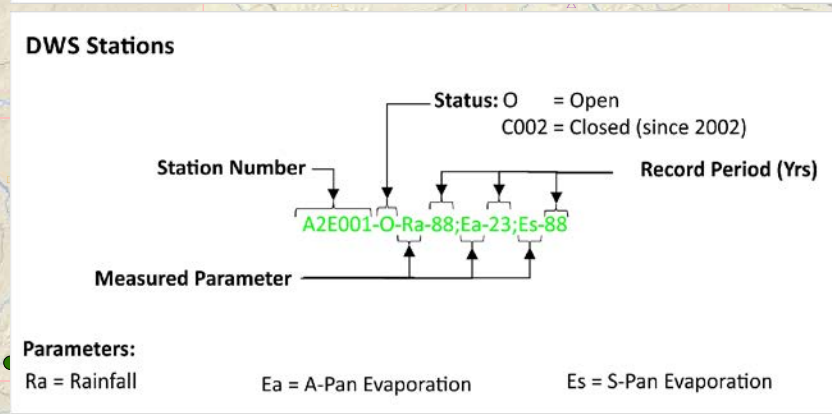 DWS Stations
Status: O = Open
C002 = Closed (since 2002)
Station Number
Record Period (Yrs)
A2E001-O-Ra-88;Ea-23;Es-88
Measured Parameter
Parameters:
Ra = Rainfall
Ea = A-Pan Evaporation
Es = S-Pan Evaporation